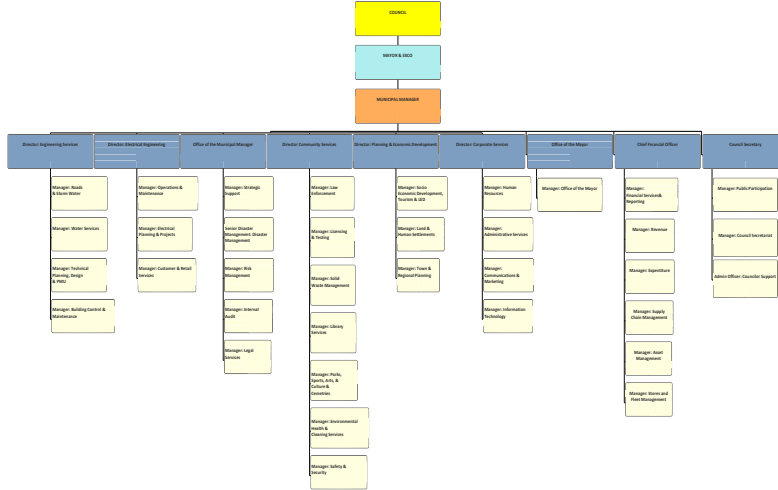 COUNCIL
MAYOR & EXCO
MUNICIPAL MANAGER
Director: Engineering Services
Director: Electrical Engineering
Office of the Municipal Manager
Director Community Services
Director: Planning & Economic Development
Director: Corporate Services
Office of the Mayor
Chief Financial Officer
Council Secretary
Manager: Roads
& Storm Water
Manager: Water Services
Manager: Technical
Planning, Design
& PMU
Manager: Building Control &
Maintenance
Manager: Operations &
Maintenance
Manager: Electrical
Planning & Projects
Manager: Customer & Retail
Services
Manager: Strategic
Support
Senior Disaster
Management: Disaster
Management
Manager: Risk
Management
Manager: Internal
Audit
Manager: Legal
Services
Manager: Law
Enforcement
Manager: Licensing
& Testing
Manager: Solid
Waste Management
Manager: Library
Services
Manager: Parks,
Sports, Arts, &
Culture &
Cemetries
Manager: Environmental
Health &
Cleaning Services
Manager: Safety &
Security
Manager: Socio
Economic Development,
Tourism &
Manager: Land &
Human Settlements
Manager: Town &
Regional Planning
Manager: Human
Resources
Manager:
Administrative Services
Manager:
Communications &
Marketing
Manager: Information
Technology
Manager: Office of the Mayor
Manager:
Financial Services&
Reporting
Manager: Revenue
Manager: Expenditure
Manager: Supply
Chain Management
Manager: Asset
Management
Manager: Stores and
Fleet Management
Manager: Public Participation
Manager: Council Secretariat
Admin Officer: Councilor Support